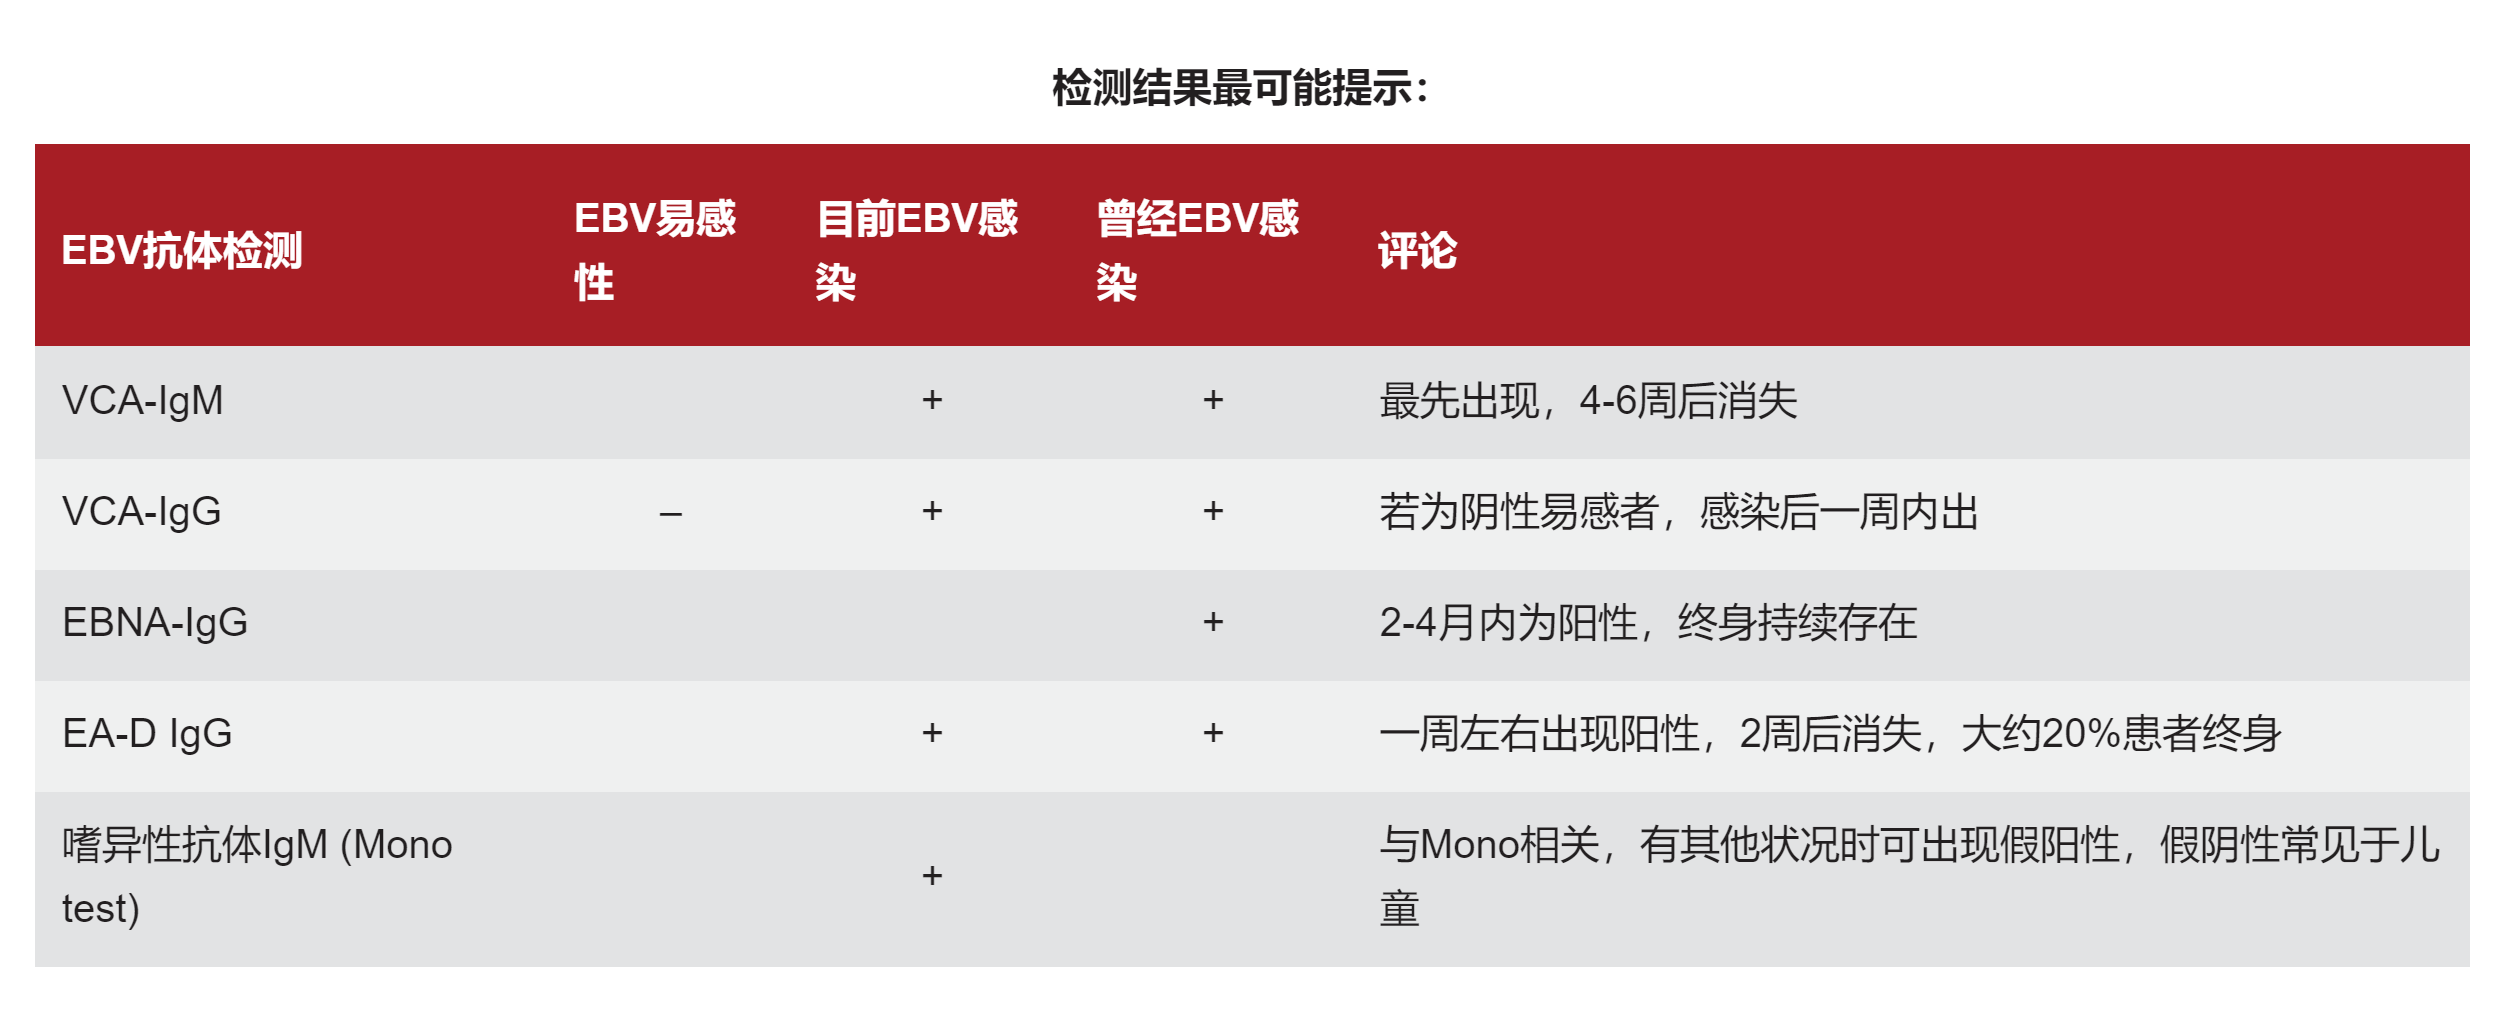 检测结果最可能提示：
EBV抗体检测
EBV易感
性
目前EBV感
染
曾经EBV感
染
评论
VCA-IgM + + 最先出现，4-6周后消失
VCA-IgG – + + 若为阴性易感者，感染后一周内出
EBNA-IgG + 2-4月内为阳性，终身持续存在
EA-D IgG + + 一周左右出现阳性，2周后消失，大约20%患者终身
嗜异性抗体IgM (Mono
test)
+
与Mono相关，有其他状况时可出现假阳性，假阴性常见于儿
童